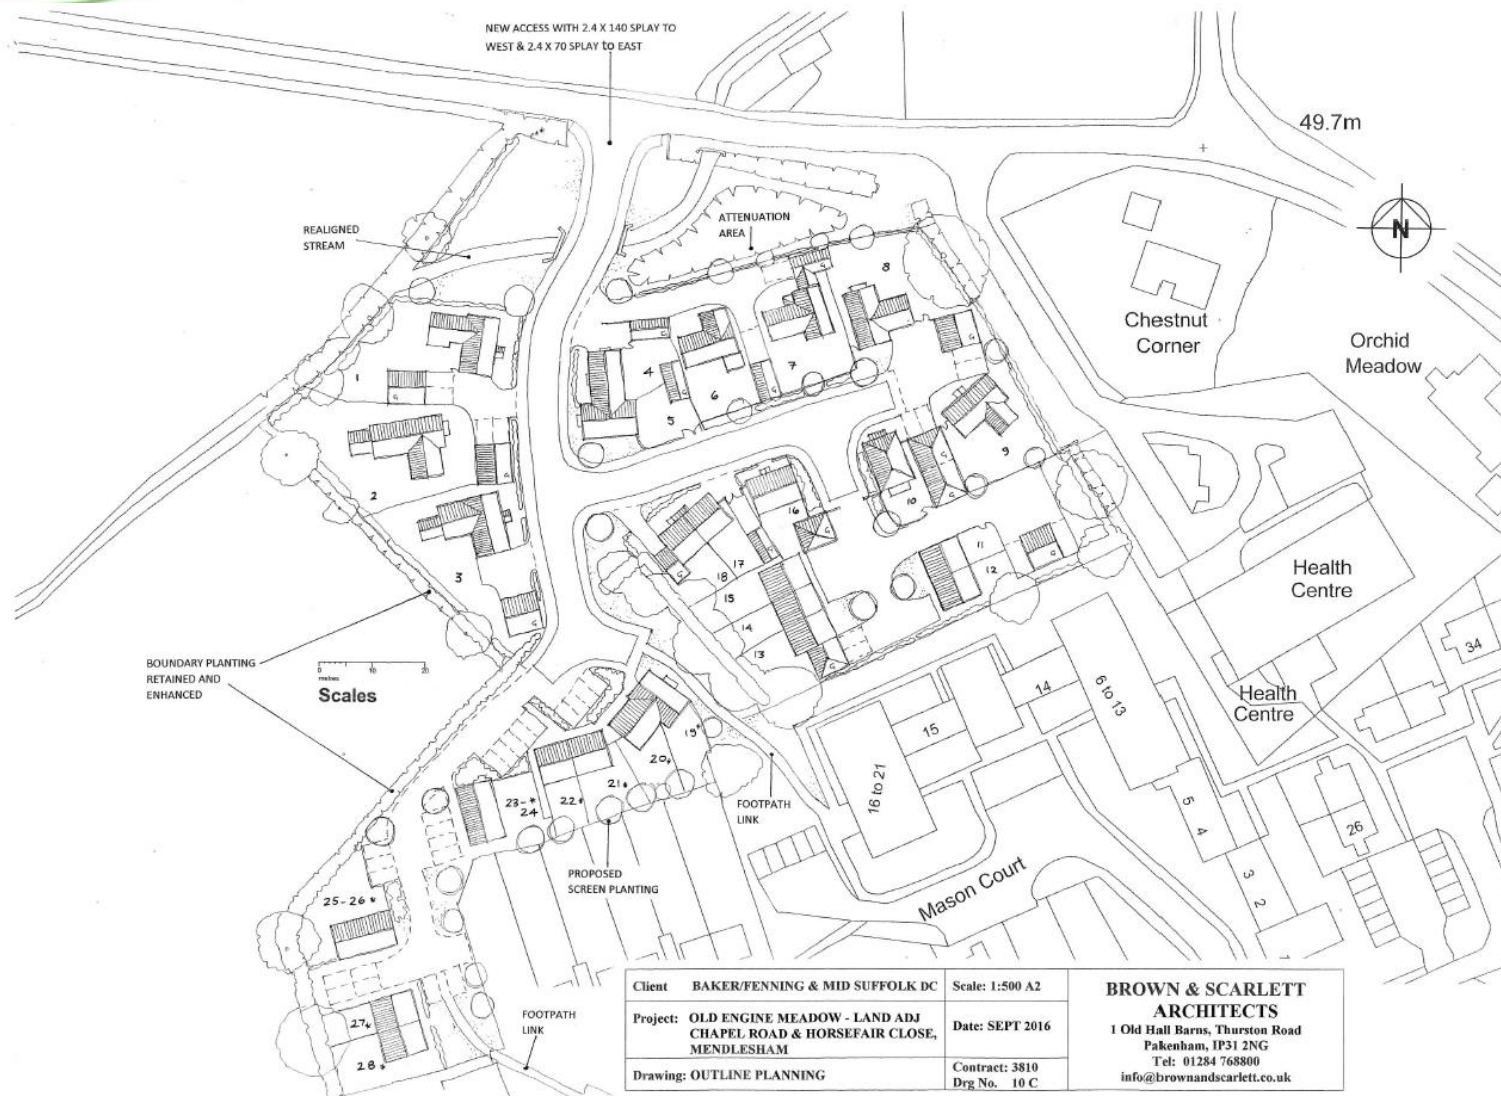 NEW ACCESS WITH 2.4 X 140 SPLAY TO
WEST & 2.4 X 70 SPLAY to EAST
49.7m
N
REALIGNED
STREAM
ATTENUATION
AREA
Chestnut
Corner
Orchid
Meadow
8
7
4
6
5
1
G
2
3
9
10
11
12
16
17
18
15
14
13
G
Health
Centre
Health
Centre
34
BOUNDARY PLANTING
RETAINED AND
ENHANCED
0 10 20
metres
Scales
6 to 13
14
15
16 to 21
5
4
3
2
26
19*
20*
21*
22*
23-*
24
FOOTPATH
LINK
PROPOSED
SCREEN PLANTING
Mason Court
25-26 *
27*
28*
FOOTPATH
LINK
Client BAKER/FENNING & MID SUFFOLK DC
Scale: 1:500 A2
Project: OLD ENGINE MEADOW - LAND ADJ
CHAPEL ROAD & HORSEFAIR CLOSE,
MENDLESHAM
Date: SEPT 2016
Drawing: OUTLINE PLANNING
Contract: 3810
Drg No. 10 C
BROWN & SCARLETT
ARCHITECTS
1 Old Hall Barns, Thurston Road
Pakenham, IP31 2NG
Tel: 01284 768800
info@brownandscarlett.co.uk